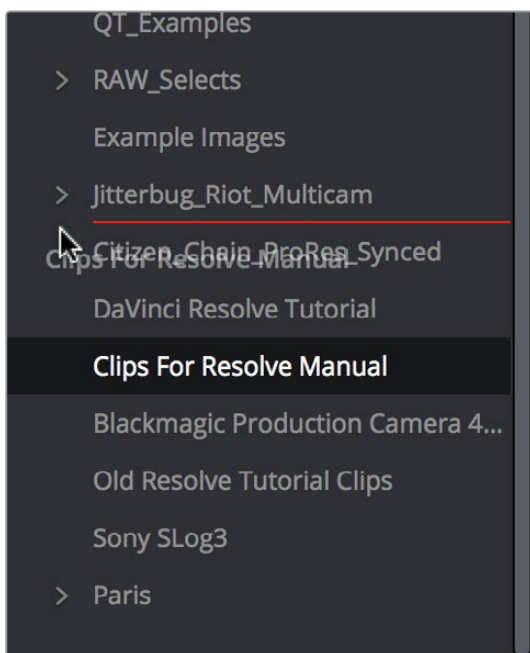 QT_Examples
RAW_Selects
Example Images
Jitterbug_Riot_Multicam
Citizen_Chain_ProRes_Synced
Clips For Resolve Manual
DaVinci Resolve Tutorial
Clips For Resolve Manual
Blackmagic Production Camera 4...
Old Resolve Tutorial Clips
Sony SLog3
Paris